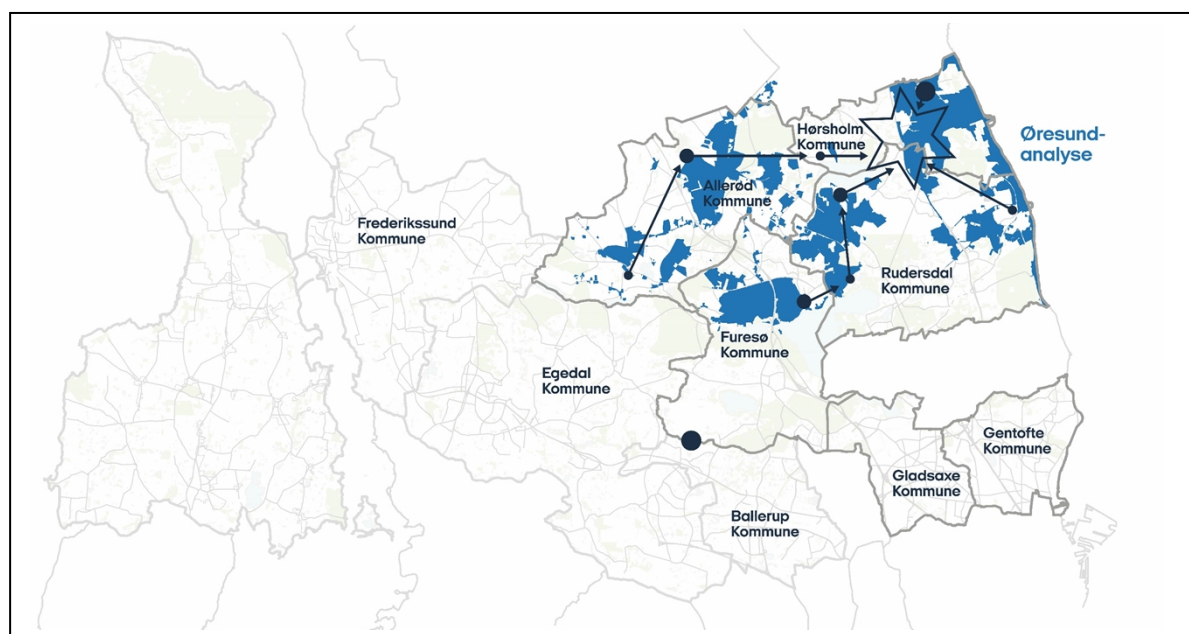 Hørsholm
Kommune
Øresund-
analyse
Allerød
Kommune
Frederikssund
Kommune
Rudersdal
Kommune
Furesø
Kommune
Egedal
Kommune
Gentofte
Kommune
Gladsaxe
Kommune
Ballerup
Kommune